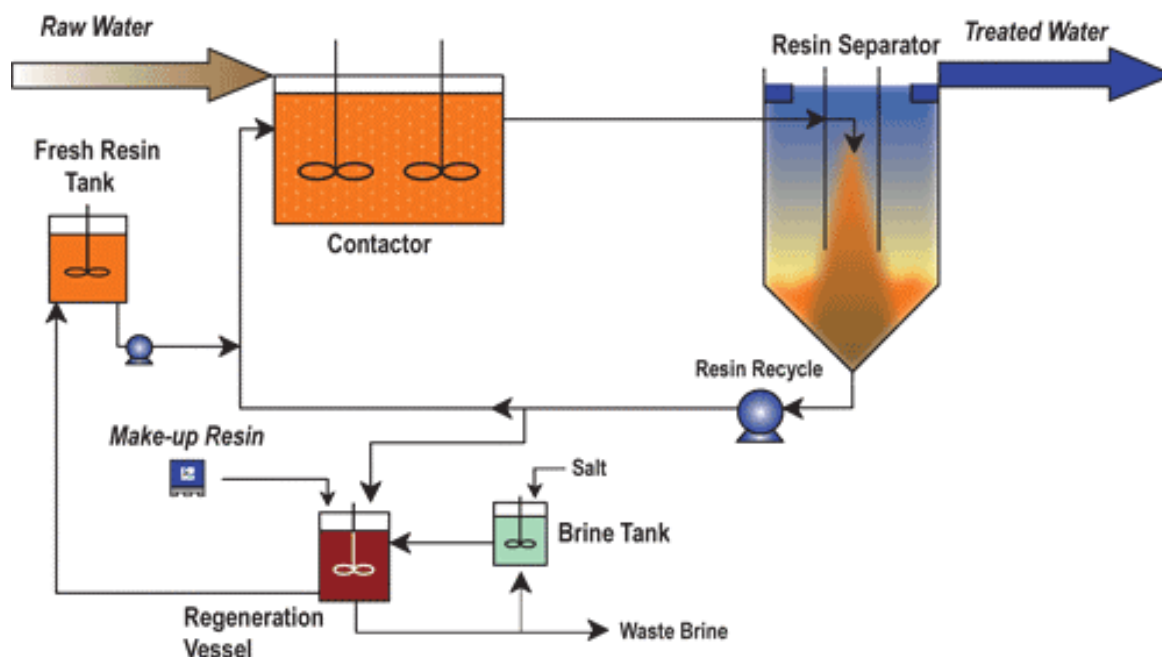 Raw Water
Resin Separator
Treated Water
Fresh Resin
Tank
Contactor
Resin Recycle
Make-up Resin
Salt
Brine Tank
Regeneration
Vessel
Waste Brine